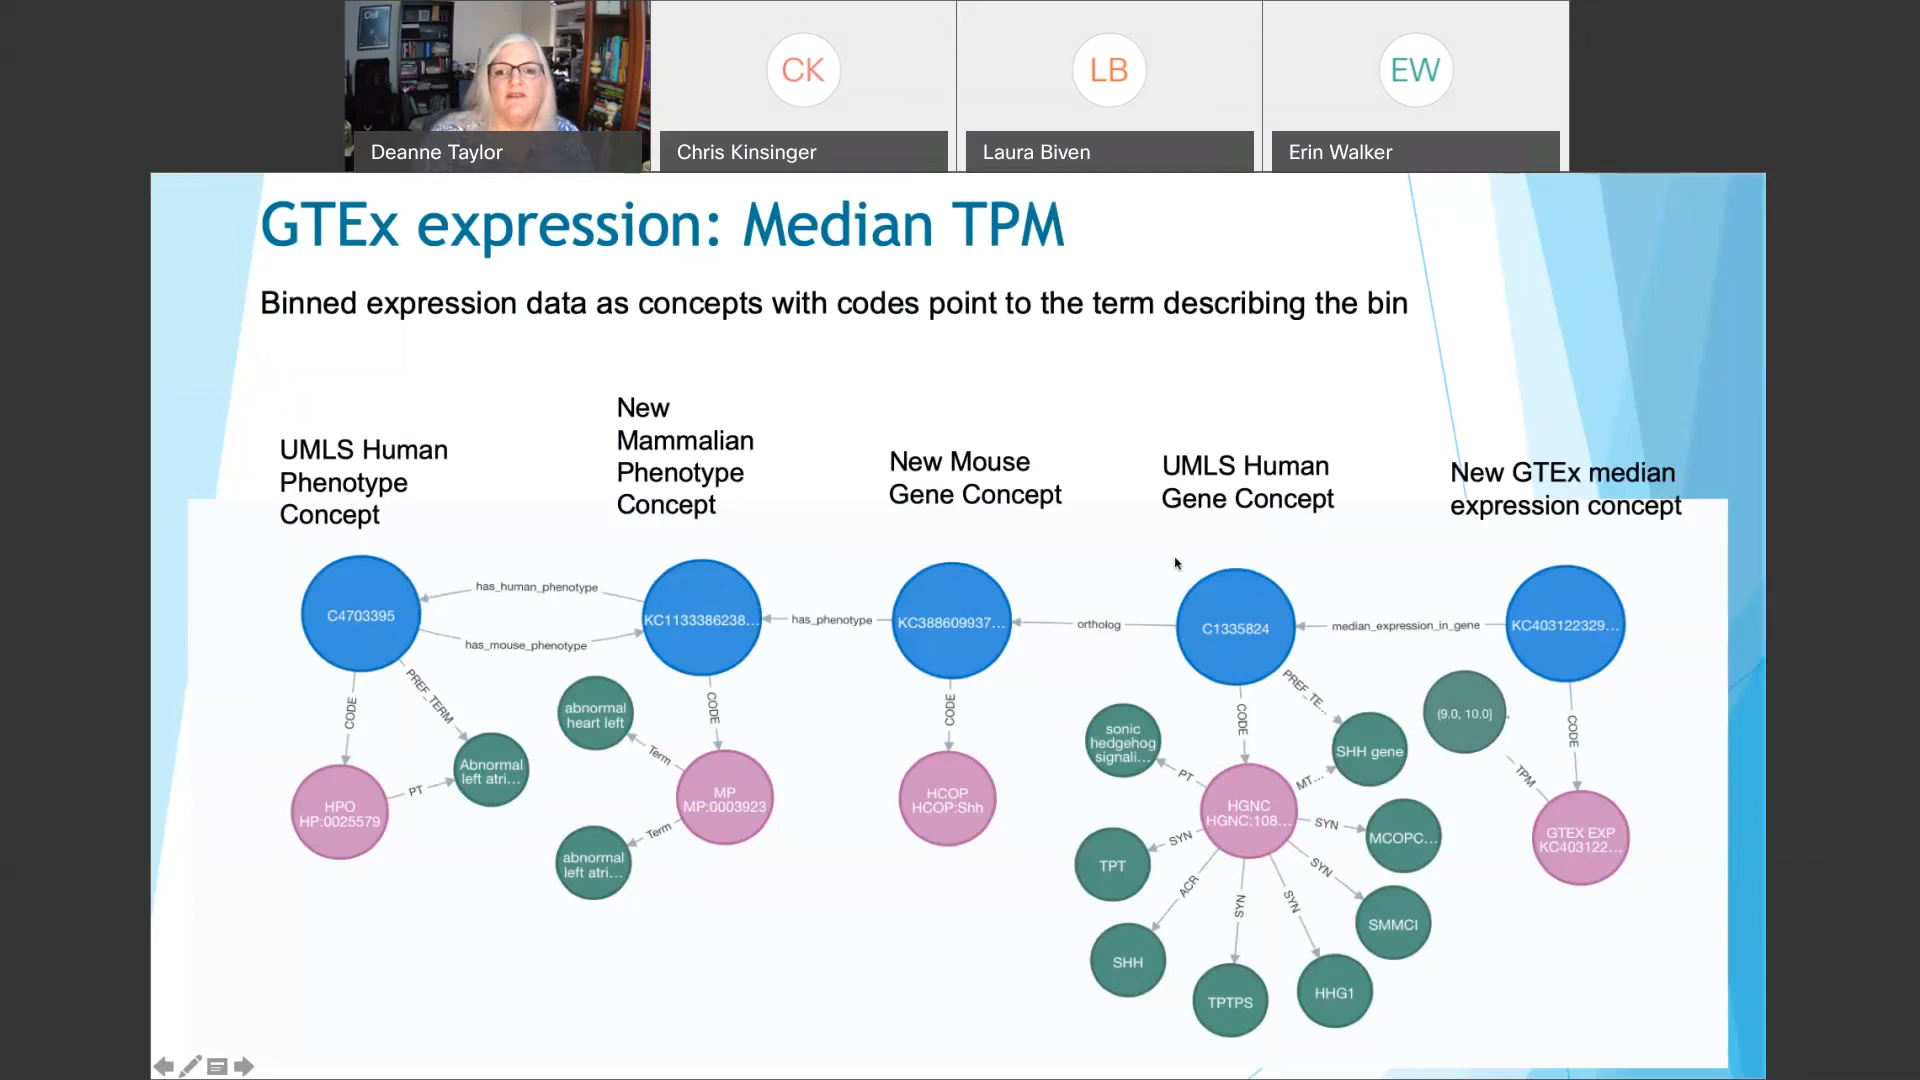 Cell
CK
LB
EW
Deanne Taylor
Chris Kinsinger
Laura Biven
Erin Walker
GTEx expression: Median TPM
Binned expression data as concepts with codes point to the term describing the bin
UMLS Human
Phenotype
Concept
New
Mammalian
Phenotype
Concept
New Mouse
Gene Concept
UMLS Human
Gene Concept
New GTEx median
expression concept
C4703395
has_human_phenotype
has_mouse_phenotype
KC1133386238...
has_phenotype
KC388609937...
ortholog
C1335824
median_expression_in_gene
KC403122329...
CODE
PREF_TERM
HPO
HP:0025579
PT
Abnormal
left atri...
abnormal
heart left
Term
CODE
MP
MP:0003923
Term
abnormal
left atri...
CODE
HCOP
HCOP:Shh
sonic
hedgehog
signali...
PT
CODE
PREF_TE...
SHH gene
MT...
HGNC
HGNC:108...
SYN
TPT
ACR
SHH
SYN
TPTPS
SYN
HHG1
SYN
SMMCI
SYN
MCOPC...
(9.0, 10.0]
TPM
CODE
GTEX EXP
KC403122...